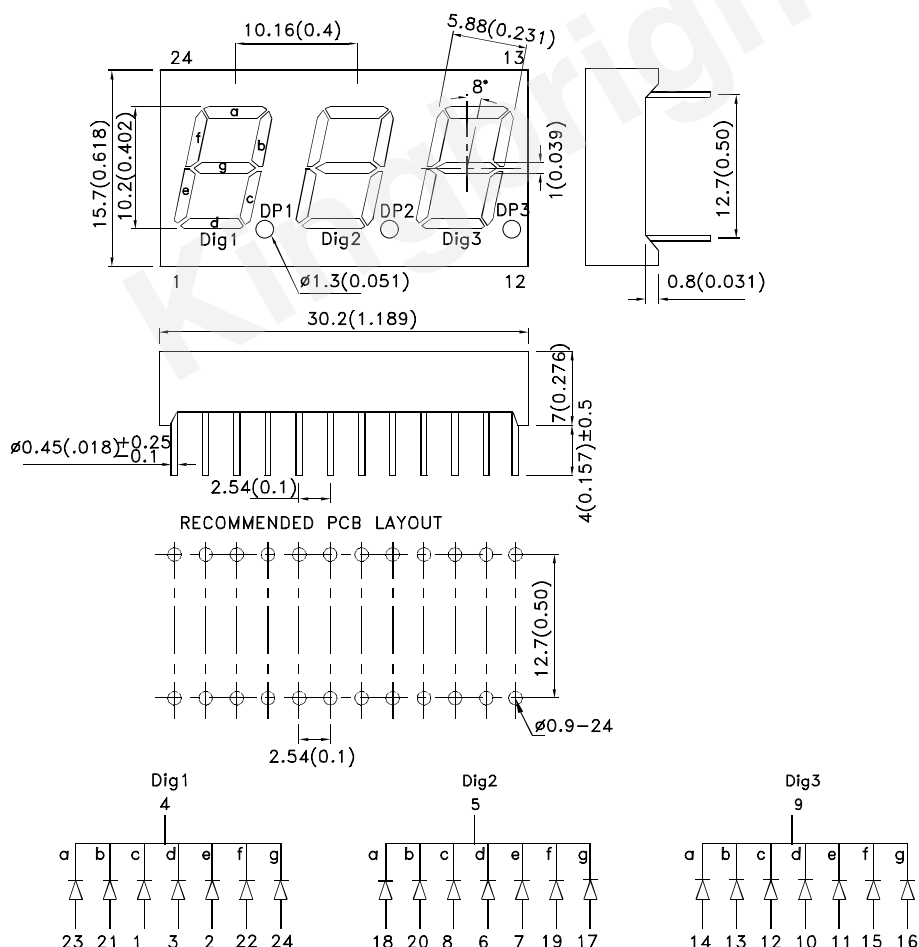 10.16(0.4)
5.88(0.231)
24
13
8°
a
f
b
g
e
c
d
DP1
DP2
DP3
Dig1
Dig2
Dig3
15.7(0.618)
10.2(0.402)
1(0.039)
12.7(0.50)
0.8(0.031)
1
ø1.3(0.051)
12
30.2(1.189)
Kingbright
7(0.276)
4(0.157)±0.5
ø0.45(.018)+0.25 −0.1
2.54(0.1)
RECOMMENDED PCB LAYOUT
12.7(0.50)
ø0.9−24
2.54(0.1)
Dig1
4
a b c d e f g
23 21 1 3 2 22 24
Dig2
5
a b c d e f g
18 20 8 6 7 19 17
Dig3
9
a b c d e f g
14 13 12 10 11 15 16